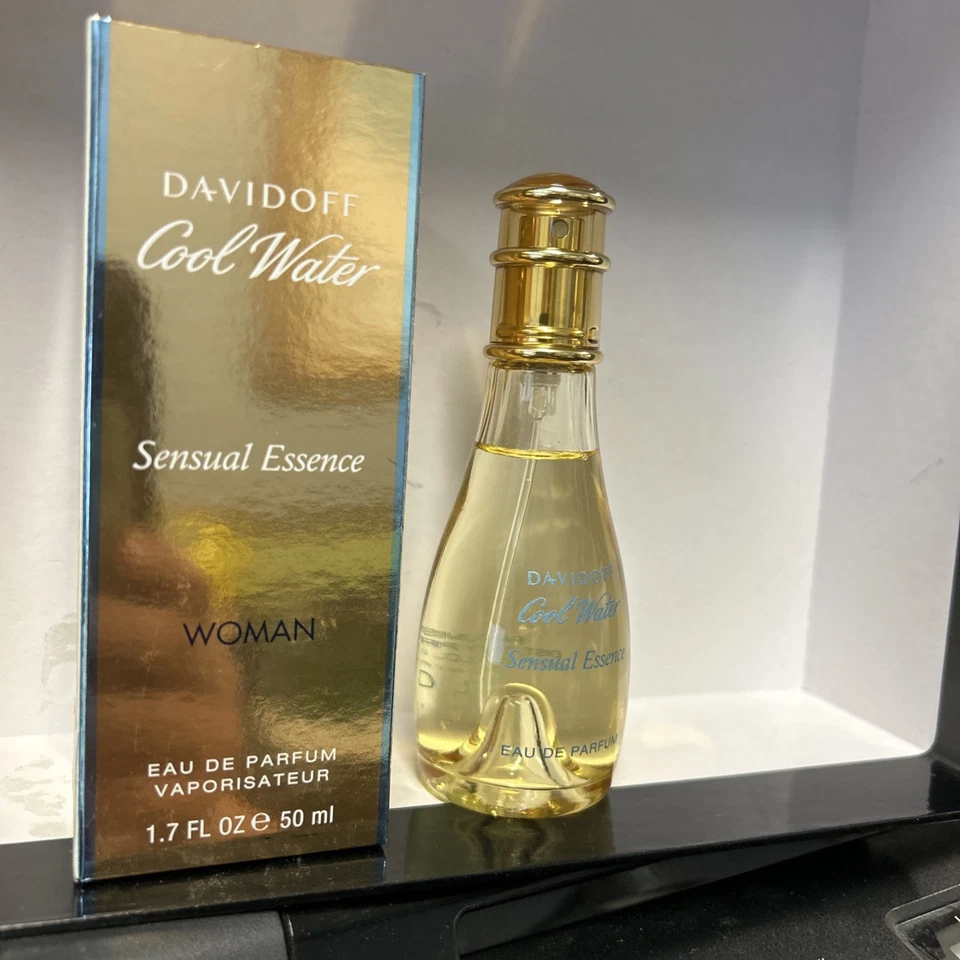 DAVIDOFF
Cool Water
Sensual Essence
WOMAN
EAU DE PARFUM
VAPORISATEUR
1.7 FL OZ e 50 ml
DAVIDOFF
Cool Water
Sensual Essence
EAU DE PARFUM